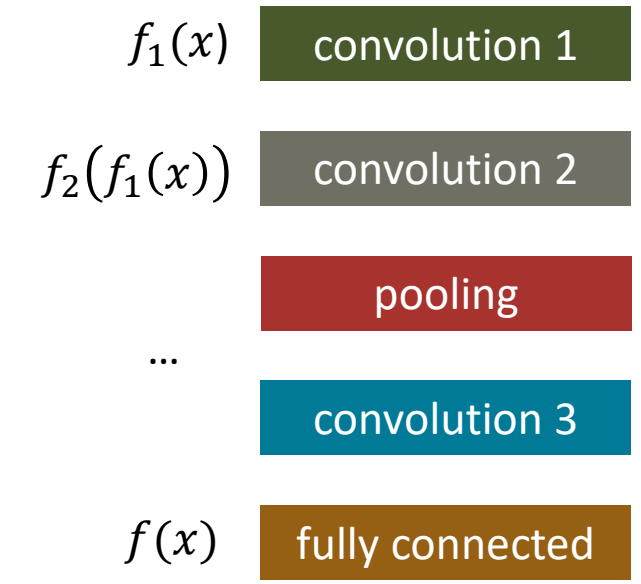 f₁(x) convolution 1
f₂(f₁(x)) convolution 2
pooling
...
convolution 3
f(x) fully connected